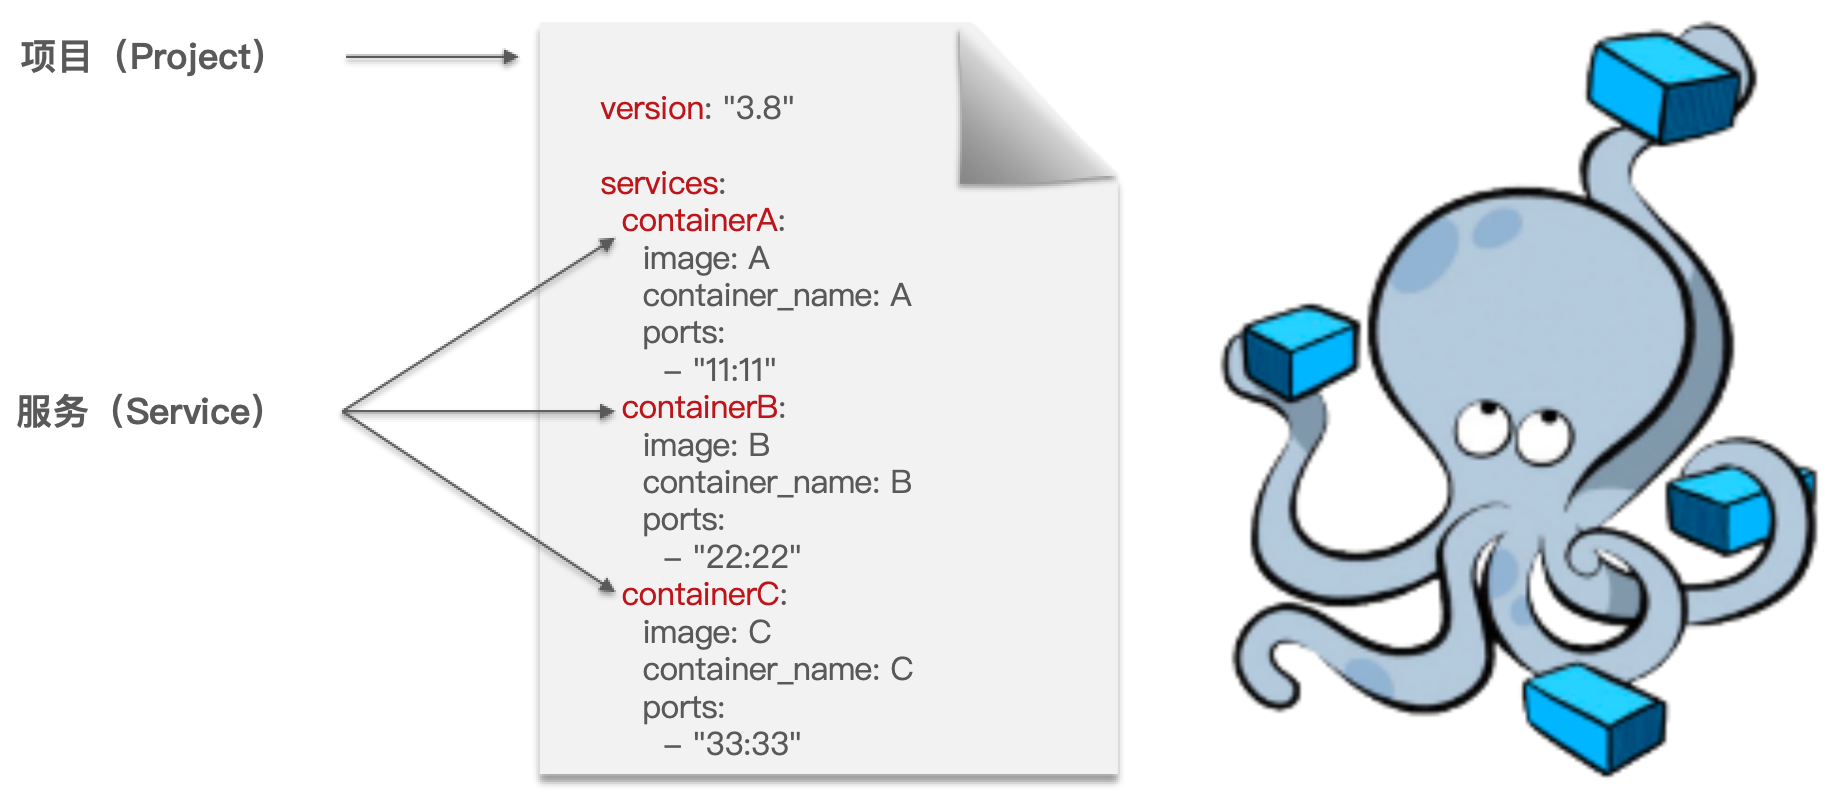 项目（Project）
version: "3.8"
services:
containerA:
image: A
container_name: A
ports:
– "11:11"
服务（Service）
containerB:
image: B
container_name: B
ports:
– "22:22"
containerC:
image: C
container_name: C
ports:
– "33:33"